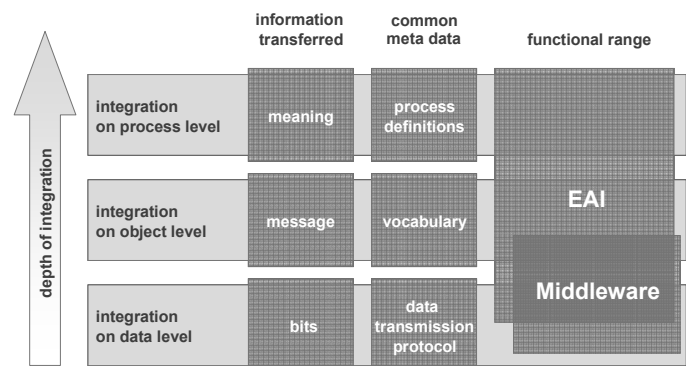 information
transferred
common
meta data
functional range
depth of integration
integration
on process level
meaning
process
definitions
integration
on object level
message
vocabulary
EAI
Middleware
integration
on data level
bits
data
transmission
protocol